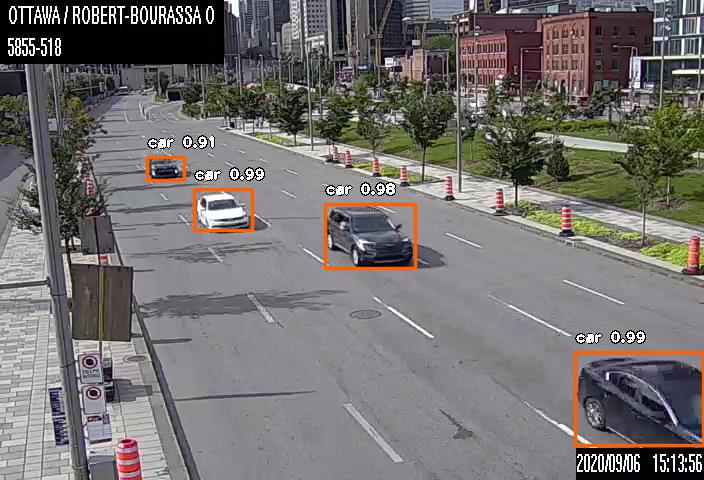 OTTAWA / ROBERT-BOURASSA O
5855-518
car 0.91
car 0.99
car 0.98
car 0.99
2020/09/06 15:13:56